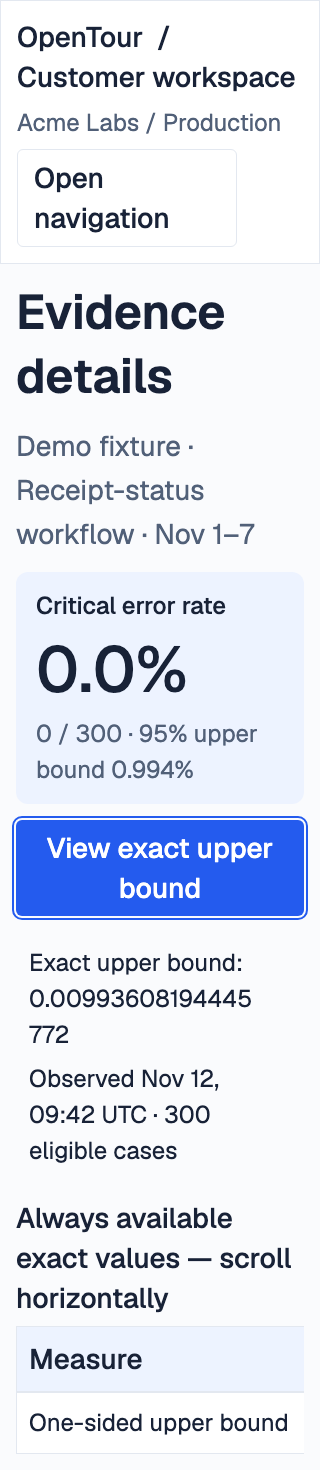 OpenTour /
Customer workspace
Acme Labs / Production
Open
navigation
Evidence
details
Demo fixture ·
Receipt-status
workflow · Nov 1–7
Critical error rate
0.0%
0 / 300 · 95% upper
bound 0.994%
View exact upper
bound
Exact upper bound:
0.00993608194445
772
Observed Nov 12,
09:42 UTC · 300
eligible cases
Always available
exact values — scroll
horizontally
Measure
One-sided upper bound